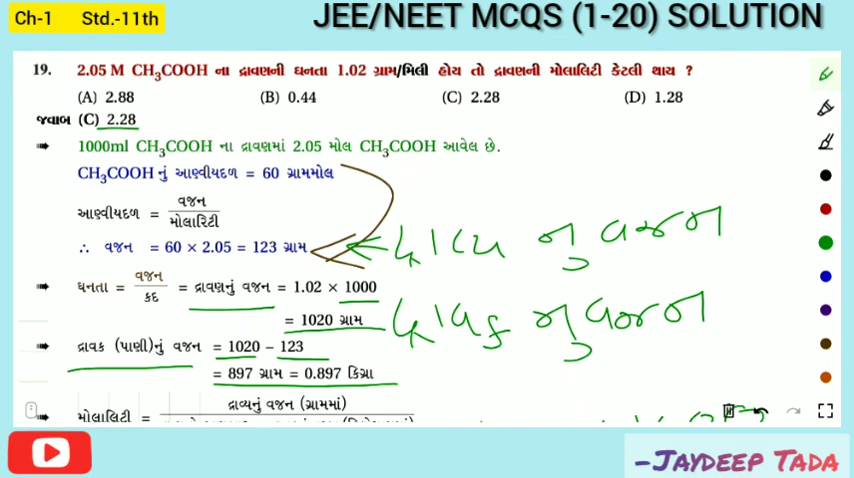 Ch-1 Std.-11th
JEE/NEET MCQS (1-20) SOLUTION
19. 2.05 M CH₃COOH ના દ્રાવણની ઘનતા 1.02 ગ્રામ/મિલી હોય તો દ્રાવણની મોલાલિટી કેટલી થાય ?
(A) 2.88 (B) 0.44 (C) 2.28 (D) 1.28
જવાબ (C) 2.28
➠ 1000ml CH₃COOH ના દ્રાવણમાં 2.05 મોલ CH₃COOH આવેલ છે.
CH₃COOH નું આણ્વીયદળ = 60 ગ્રામમોલ
આણ્વીયદળ = વજન
મોલારિટી
∴ વજન = 60 × 2.05 = 123 ગ્રામ
દ્રાવ્ય નુ વજન
➠ ઘનતા = વજન
કદ
= દ્રાવણનું વજન = 1.02 × 1000
= 1020 ગ્રામ
દ્રાવક નુ વજન
➠ દ્રાવક (પાણી)નું વજન = 1020 – 123
= 897 ગ્રામ = 0.897 કિગ્રા
➠ મોલાલિટી = દ્રાવ્યનું વજન (ગ્રામમાં)
-JAYDEEP TADA